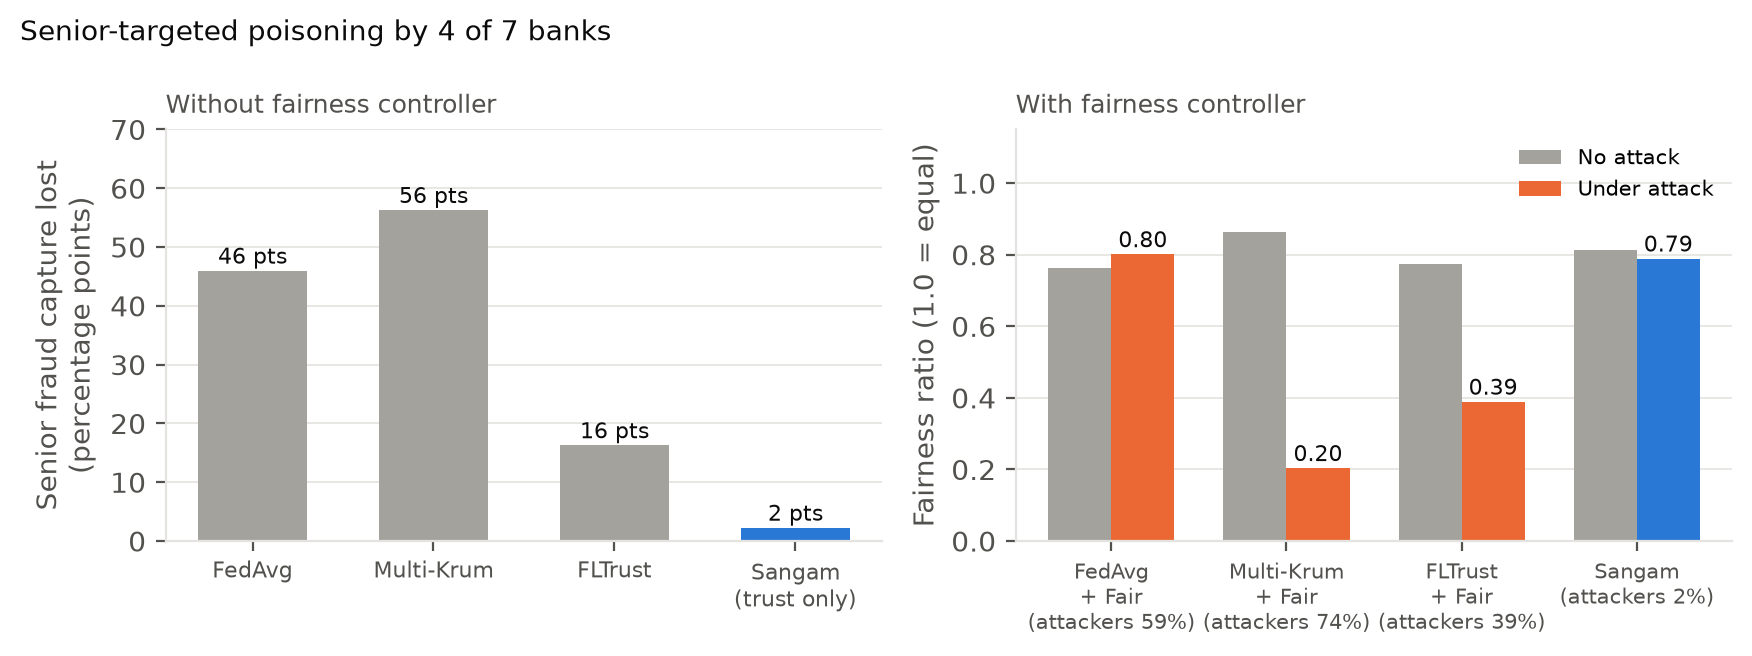 Senior-targeted poisoning by 4 of 7 banks
Without fairness controller
Senior fraud capture lost
(percentage points)
70
60
50
40
30
20
10
0
46 pts
56 pts
16 pts
2 pts
FedAvg
Multi-Krum
FLTrust
Sangam
(trust only)
With fairness controller
Fairness ratio (1.0 = equal)
1.0
0.8
0.6
0.4
0.2
0.0
No attack
Under attack
0.80
0.20
0.39
0.79
FedAvg
+ Fair
(attackers 59%)
Multi-Krum
+ Fair
(attackers 74%)
FLTrust
+ Fair
(attackers 39%)
Sangam
(attackers 2%)